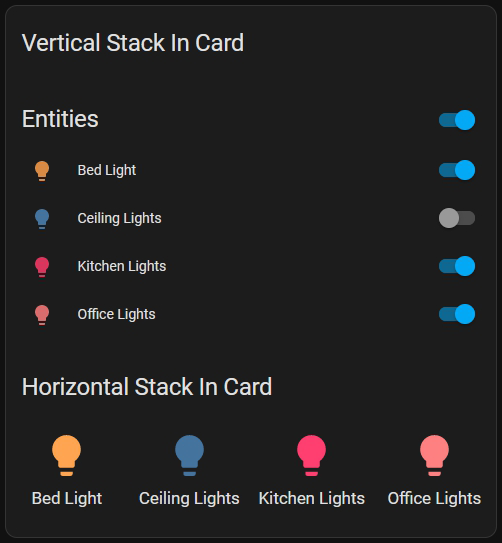 Vertical Stack In Card
Entities
Bed Light
Ceiling Lights
Kitchen Lights
Office Lights
Horizontal Stack In Card
Bed Light Ceiling Lights Kitchen Lights Office Lights